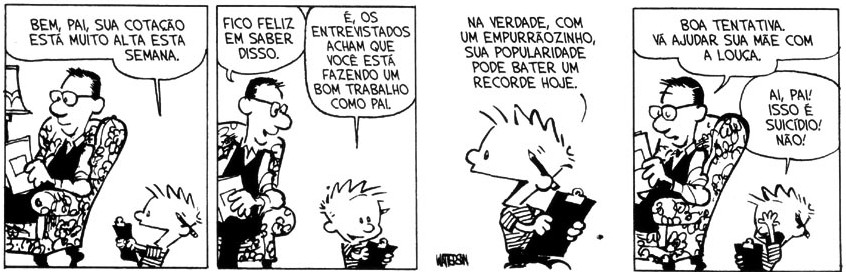 BEM, PAI, SUA COTAÇÃO
ESTÁ MUITO ALTA ESTA
SEMANA.
FICO FELIZ
EM SABER
DISSO.
É, OS
ENTREVISTADOS
ACHAM QUE
VOCÊ ESTÁ
FAZENDO UM
BOM TRABALHO
COMO PAI.
NA VERDADE, COM
UM EMPURRÃOZINHO,
SUA POPULARIDADE
PODE BATER UM
RECORDE HOJE.
WATTERSON
BOA TENTATIVA.
VÁ AJUDAR SUA MÃE COM
A LOUÇA.
AI, PAI!
ISSO É
SUICÍDIO!
NÃO!